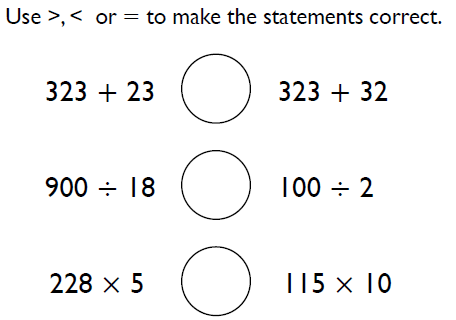 Use >, < or = to make the statements correct.
323 + 23 323 + 32
900 ÷ 18 100 ÷ 2
228 × 5 115 × 10